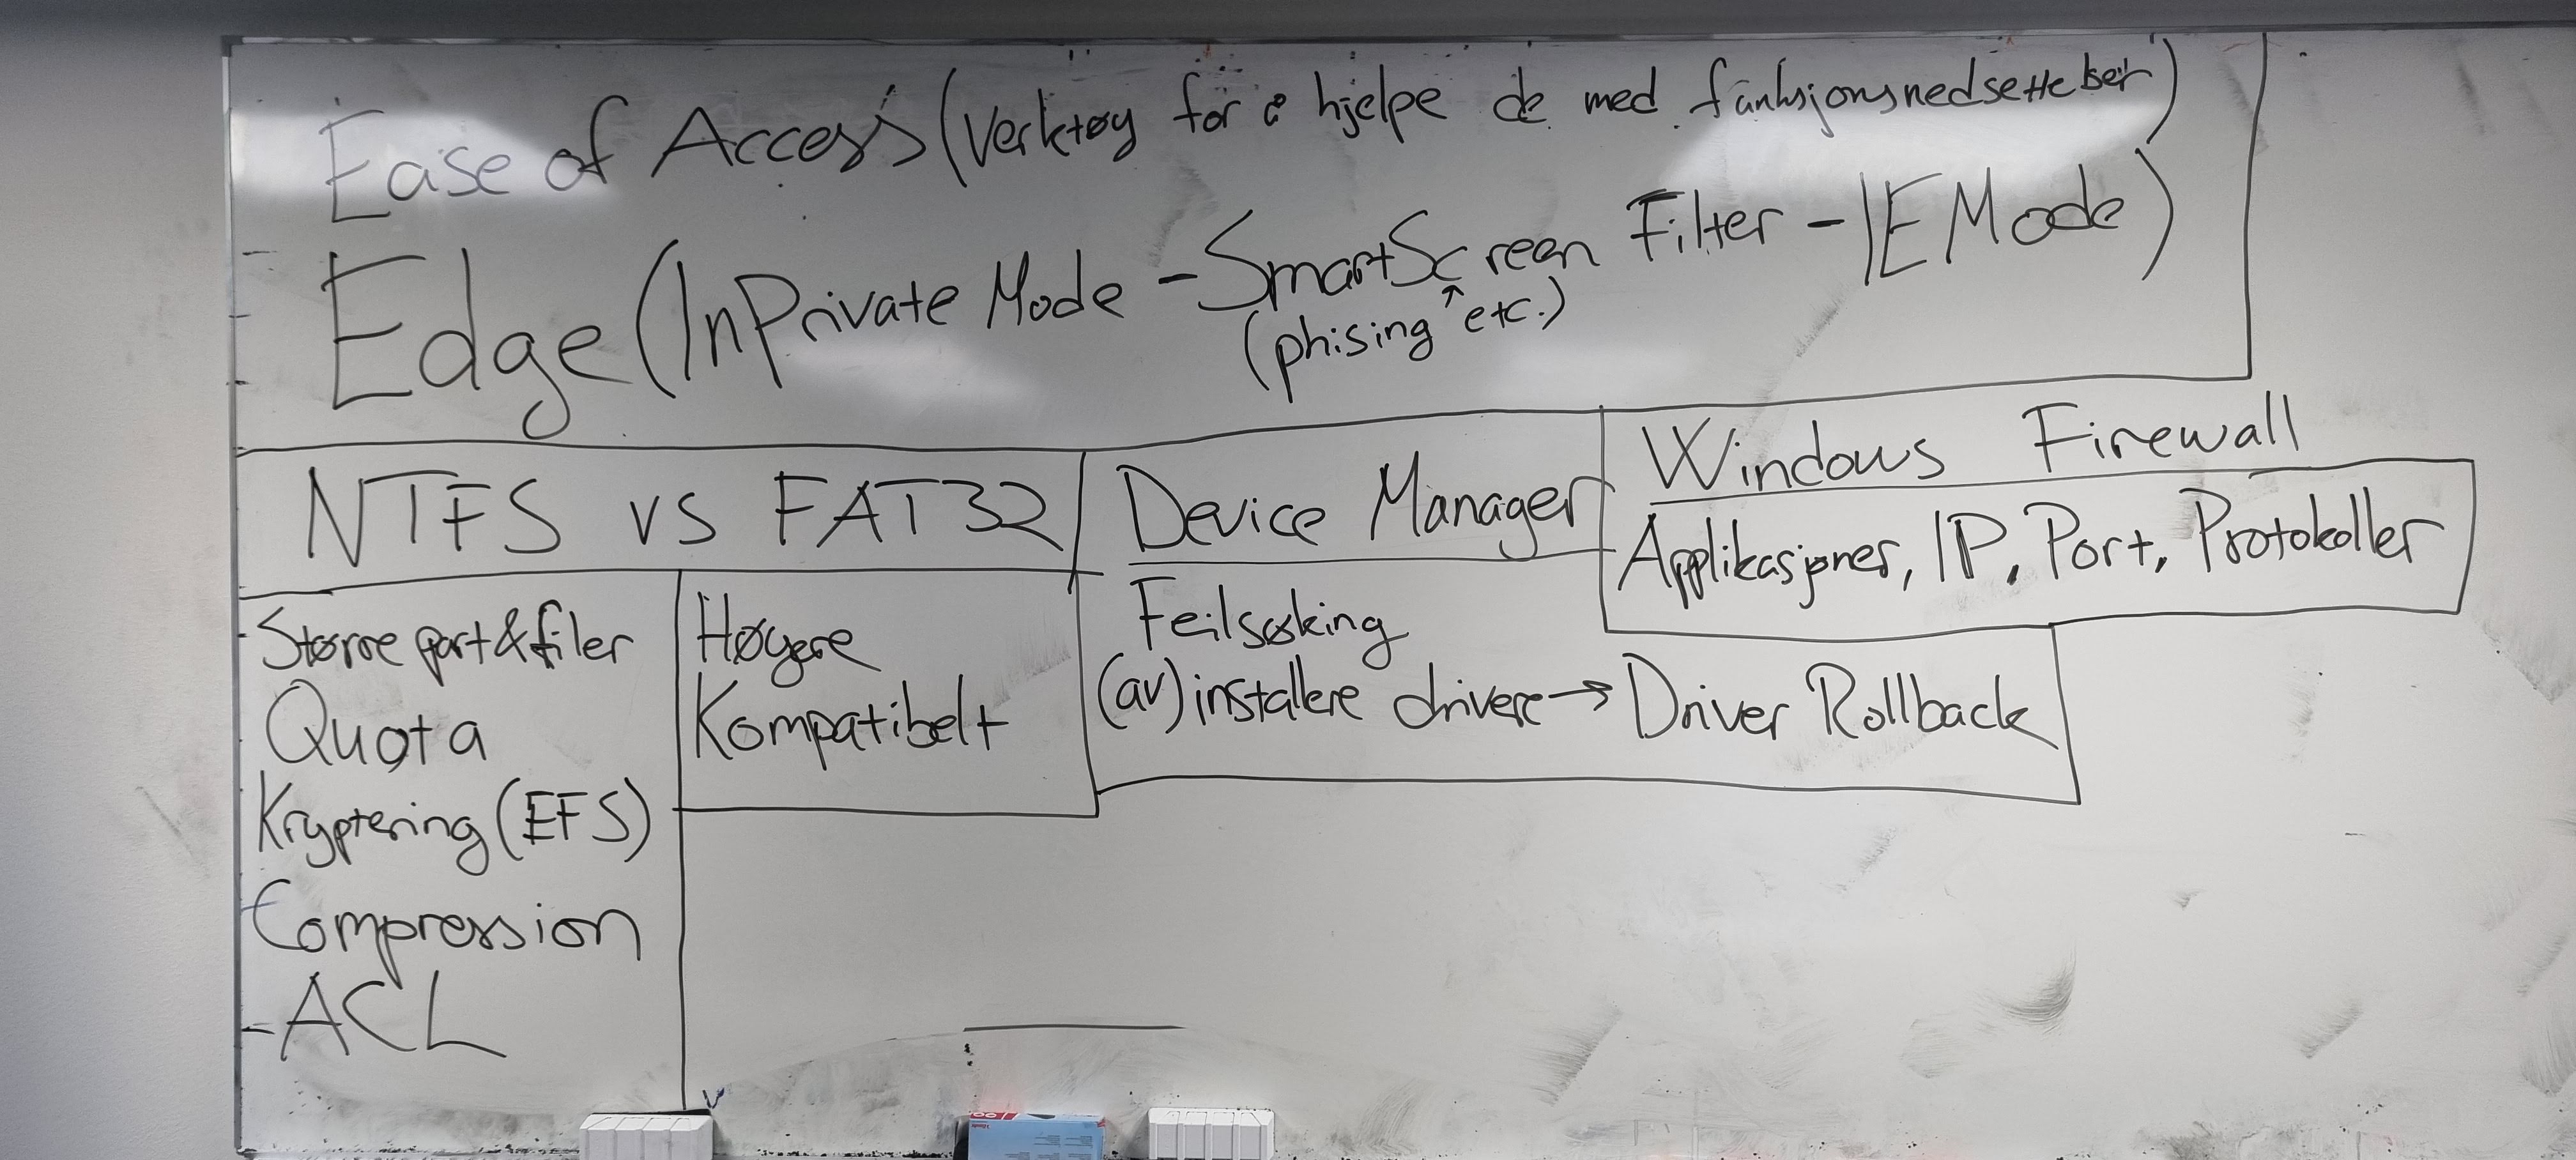 Ease of Access (Verktøy for å hjelpe de med funksjonsnedsettelser)
Edge (InPrivate Mode - SmartScreen Filter - IE Mode)
(phising etc.)
NTFS vs FAT32
Større part & filer
Quota
Kryptering (EFS)
Compression
ACL
Høyere
Kompatibelt
Device Manager
Feilsøking
(av)installere drivere → Driver Rollback
Windows Firewall
Applikasjoner, IP, Port, Protokoller